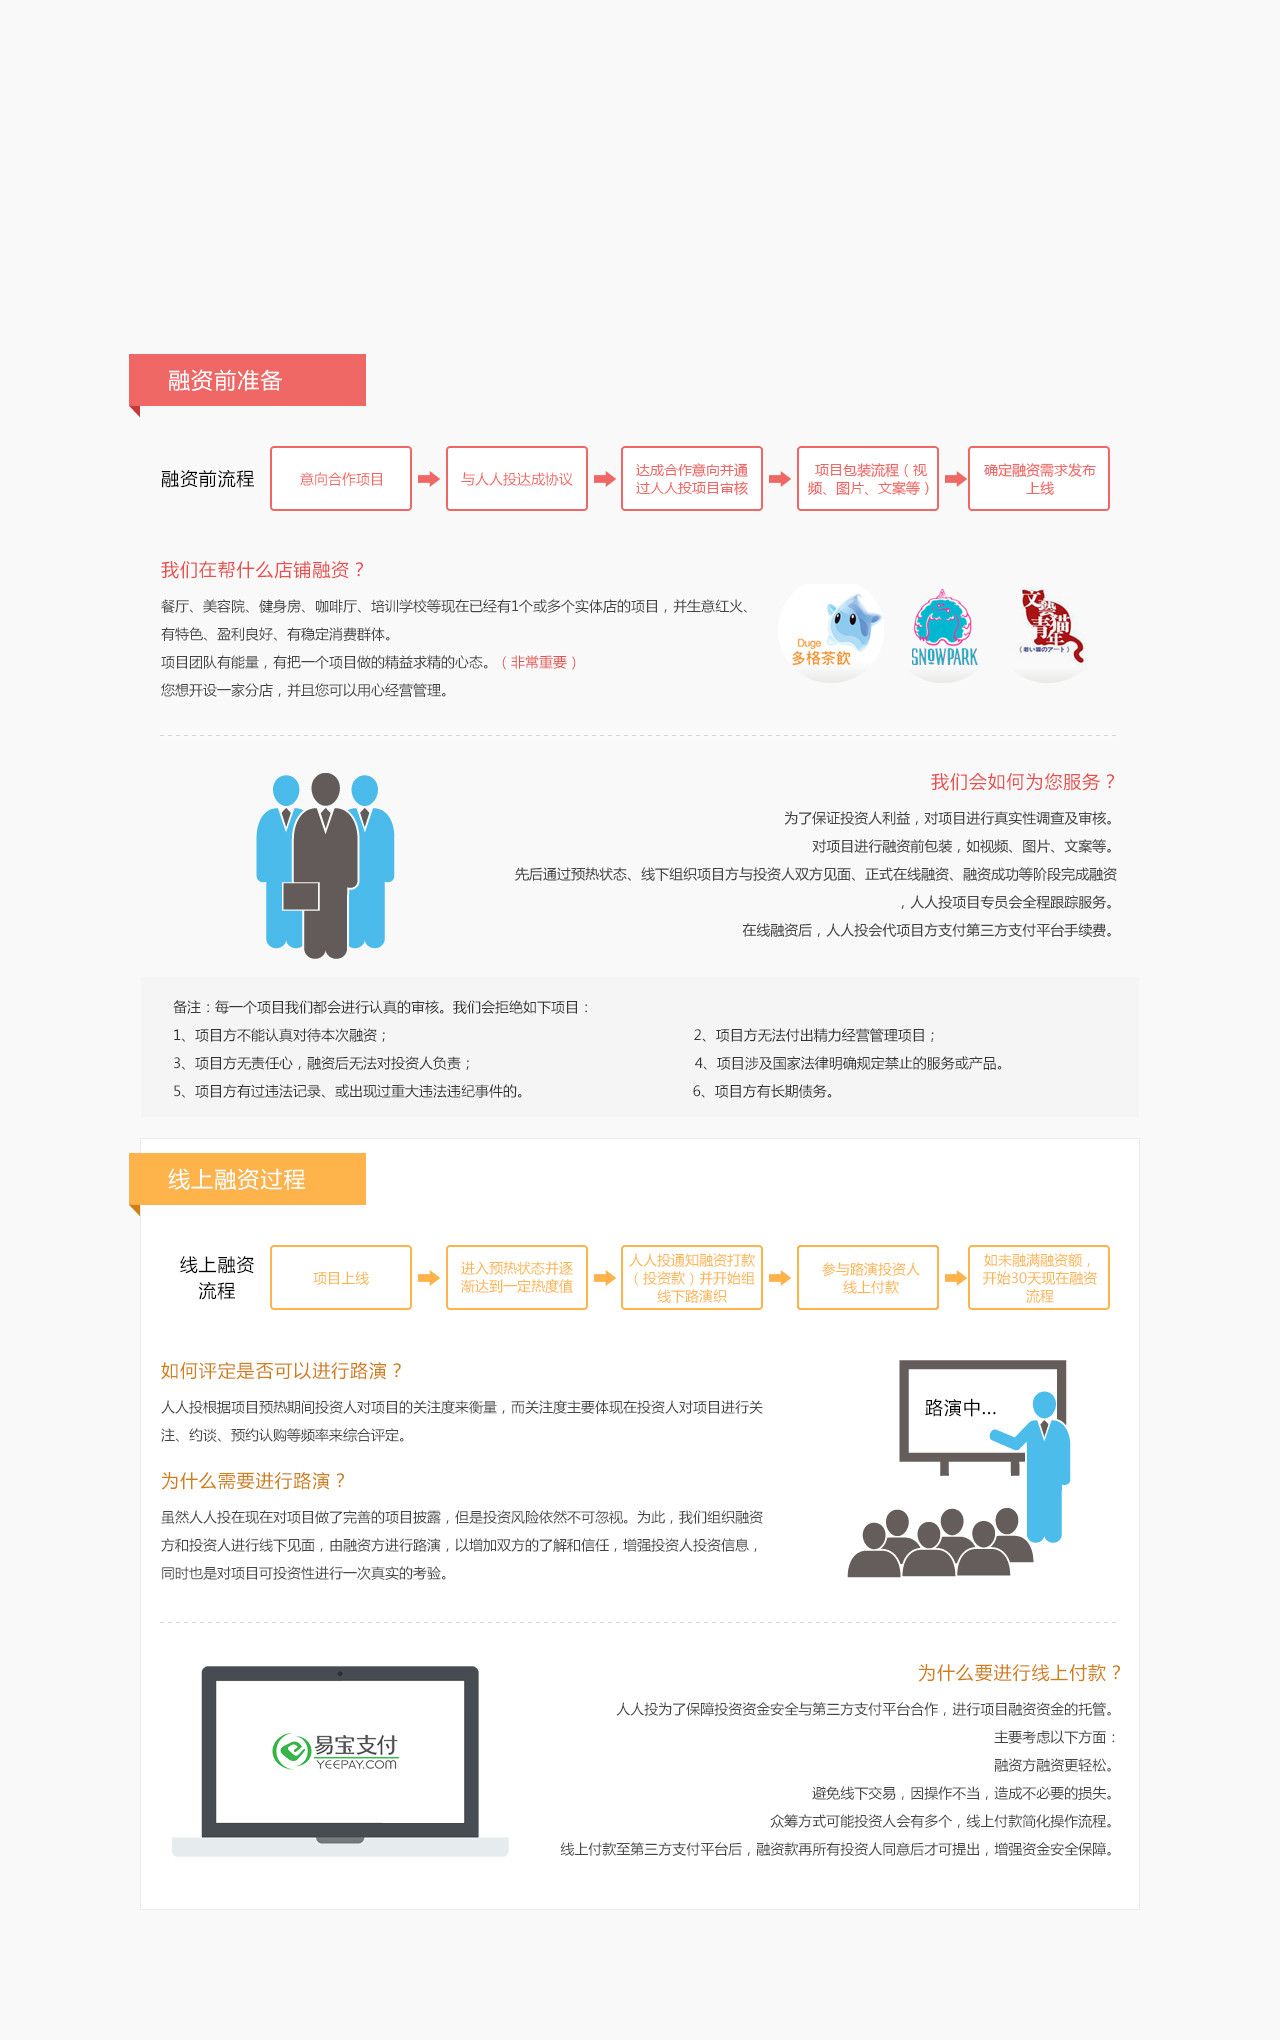 融资前准备
融资前流程
意向合作项目
与人人投达成协议
达成合作意向并通
过人人投项目审核
项目包装流程（视
频、图片、文案等）
确定融资需求发布
上线
我们在帮什么店铺融资？
餐厅、美容院、健身房、咖啡厅、培训学校等现在已经有1个或多个实体店的项目，并生意红火、
有特色、盈利良好、有稳定消费群体。
项目团队有能量，有把一个项目做的精益求精的心态。（非常重要）
您想开设一家分店，并且您可以用心经营管理。
Duge
多格茶飲
SNOWPARK
文藝
青猫
年
（若い猫のアート）
我们会如何为您服务？
为了保证投资人利益，对项目进行真实性调查及审核。
对项目进行融资前包装，如视频、图片、文案等。
先后通过预热状态、线下组织项目方与投资人双方见面、正式在线融资、融资成功等阶段完成融资
，人人投项目专员会全程跟踪服务。
在线融资后，人人投会代项目方支付第三方支付平台手续费。
备注：每一个项目我们都会进行认真的审核。我们会拒绝如下项目：
1、项目方不能认真对待本次融资；
2、项目方无法付出精力经营管理项目；
3、项目方无责任心，融资后无法对投资人负责；
4、项目涉及国家法律明确规定禁止的服务或产品。
5、项目方有过违法记录、或出现过重大违法违纪事件的。
6、项目方有长期债务。
线上融资过程
线上融资
流程
项目上线
进入预热状态并逐
渐达到一定热度值
人人投通知融资打款
（投资款）并开始组
线下路演织
参与路演投资人
线上付款
如未融满融资额，
开始30天现在融资
流程
如何评定是否可以进行路演？
人人投根据项目预热期间投资人对项目的关注度来衡量，而关注度主要体现在投资人对项目进行关
注、约谈、预约认购等频率来综合评定。
为什么需要进行路演？
虽然人人投在现在对项目做了完善的项目披露，但是投资风险依然不可忽视。为此，我们组织融资
方和投资人进行线下见面，由融资方进行路演，以增加双方的了解和信任，增强投资人投资信息，
同时也是对项目可投资性进行一次真实的考验。
路演中...
易宝支付
YEEPAY.COM
为什么要进行线上付款？
人人投为了保障投资资金安全与第三方支付平台合作，进行项目融资资金的托管。
主要考虑以下方面：
融资方融资更轻松。
避免线下交易，因操作不当，造成不必要的损失。
众筹方式可能投资人会有多个，线上付款简化操作流程。
线上付款至第三方支付平台后，融资款再所有投资人同意后才可提出，增强资金安全保障。